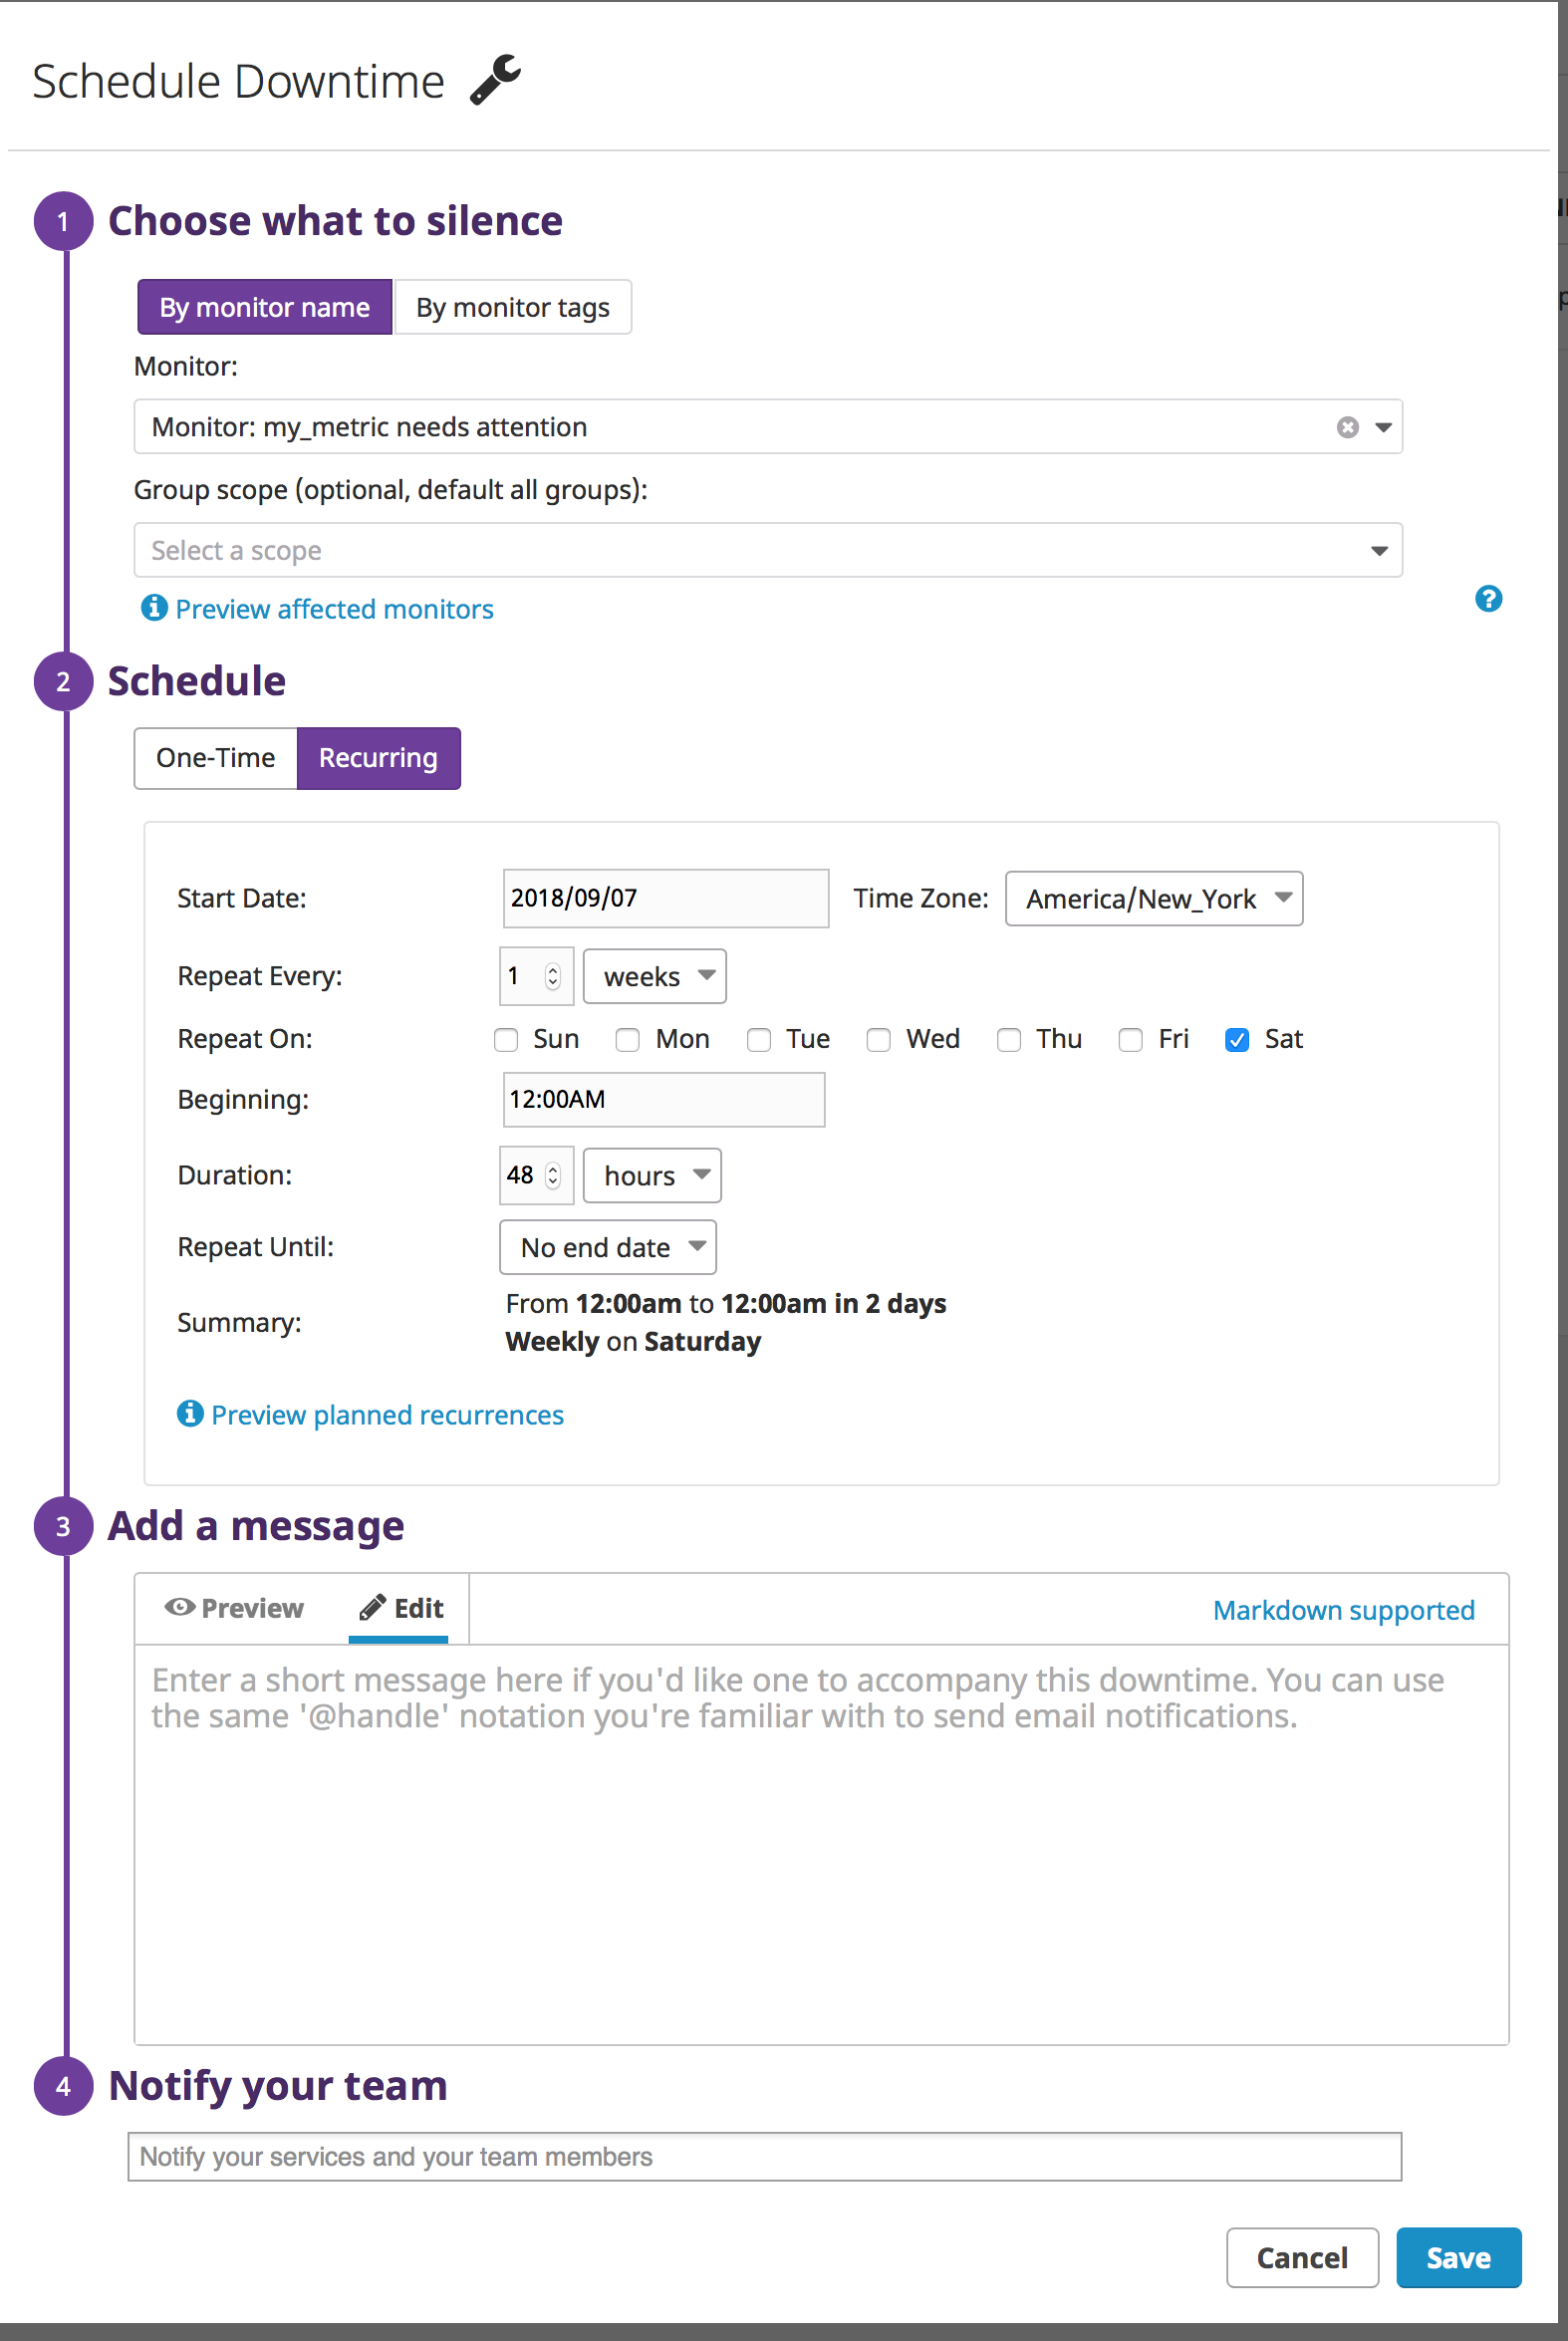 Schedule Downtime
1 Choose what to silence
By monitor name By monitor tags
Monitor:
Monitor: my_metric needs attention
Group scope (optional, default all groups):
Select a scope
Preview affected monitors
2 Schedule
One-Time Recurring
Start Date: 2018/09/07 Time Zone: America/New_York
Repeat Every: 1 weeks
Repeat On: Sun Mon Tue Wed Thu Fri Sat
Beginning: 12:00AM
Duration: 48 hours
Repeat Until: No end date
Summary: From 12:00am to 12:00am in 2 days
Weekly on Saturday
Preview planned recurrences
3 Add a message
Preview Edit Markdown supported
Enter a short message here if you'd like one to accompany this downtime. You can use
the same '@handle' notation you're familiar with to send email notifications.
4 Notify your team
Notify your services and your team members
Cancel Save